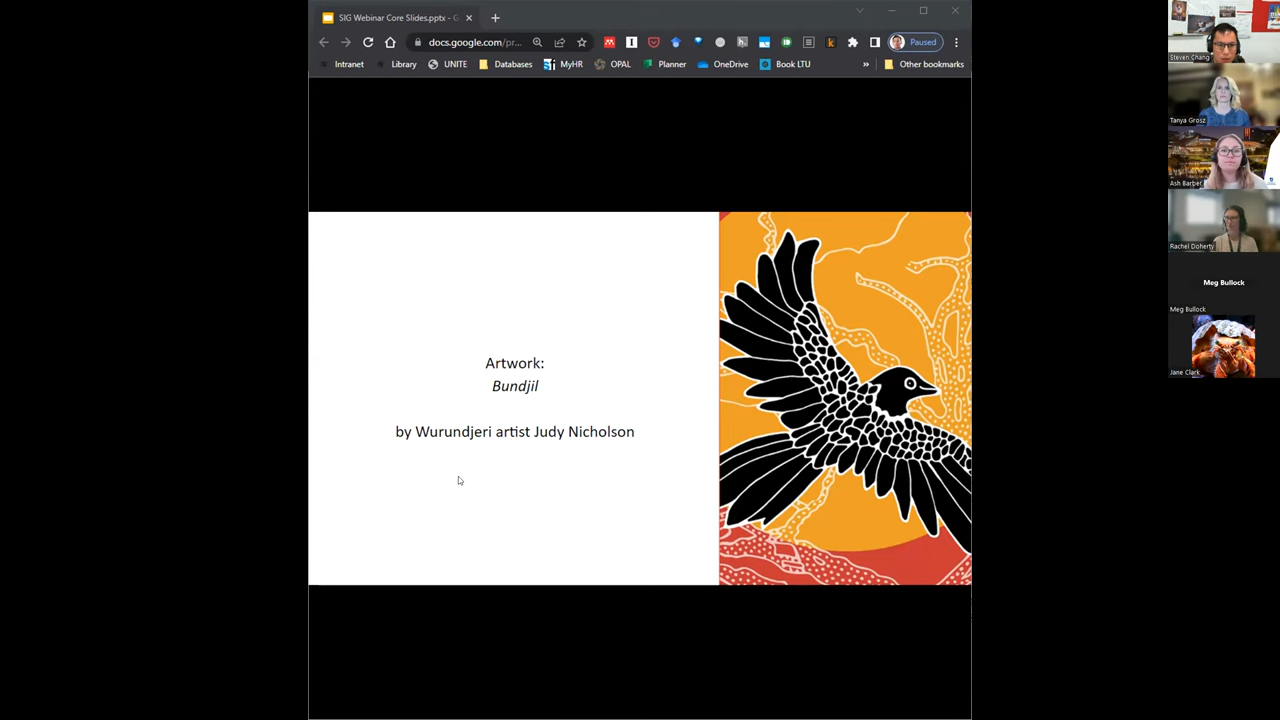 SIG Webinar Core Slides.pptx - G
docs.google.com/pr...
Paused
Intranet
Library
UNITE
Databases
MyHR
OPAL
Planner
OneDrive
Book LTU
»
Other bookmarks
Artwork:
Bundjil
by Wurundjeri artist Judy Nicholson
Steven Chang
Tanya Grosz
Ash Barber
Rachel Doherty
Meg Bullock
Meg Bullock
Jane Clark